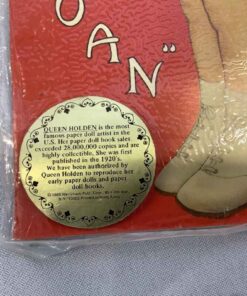 OAN"
QUEEN HOLDEN is the most
famous paper doll artist in the
U.S. Her paper doll book sales
exceeded 28,000,000 copies and are
highly collectible. She was first
published in the 1920's.
We have been authorized by
Queen Holden to reproduce her
early paper dolls and paper
doll books.